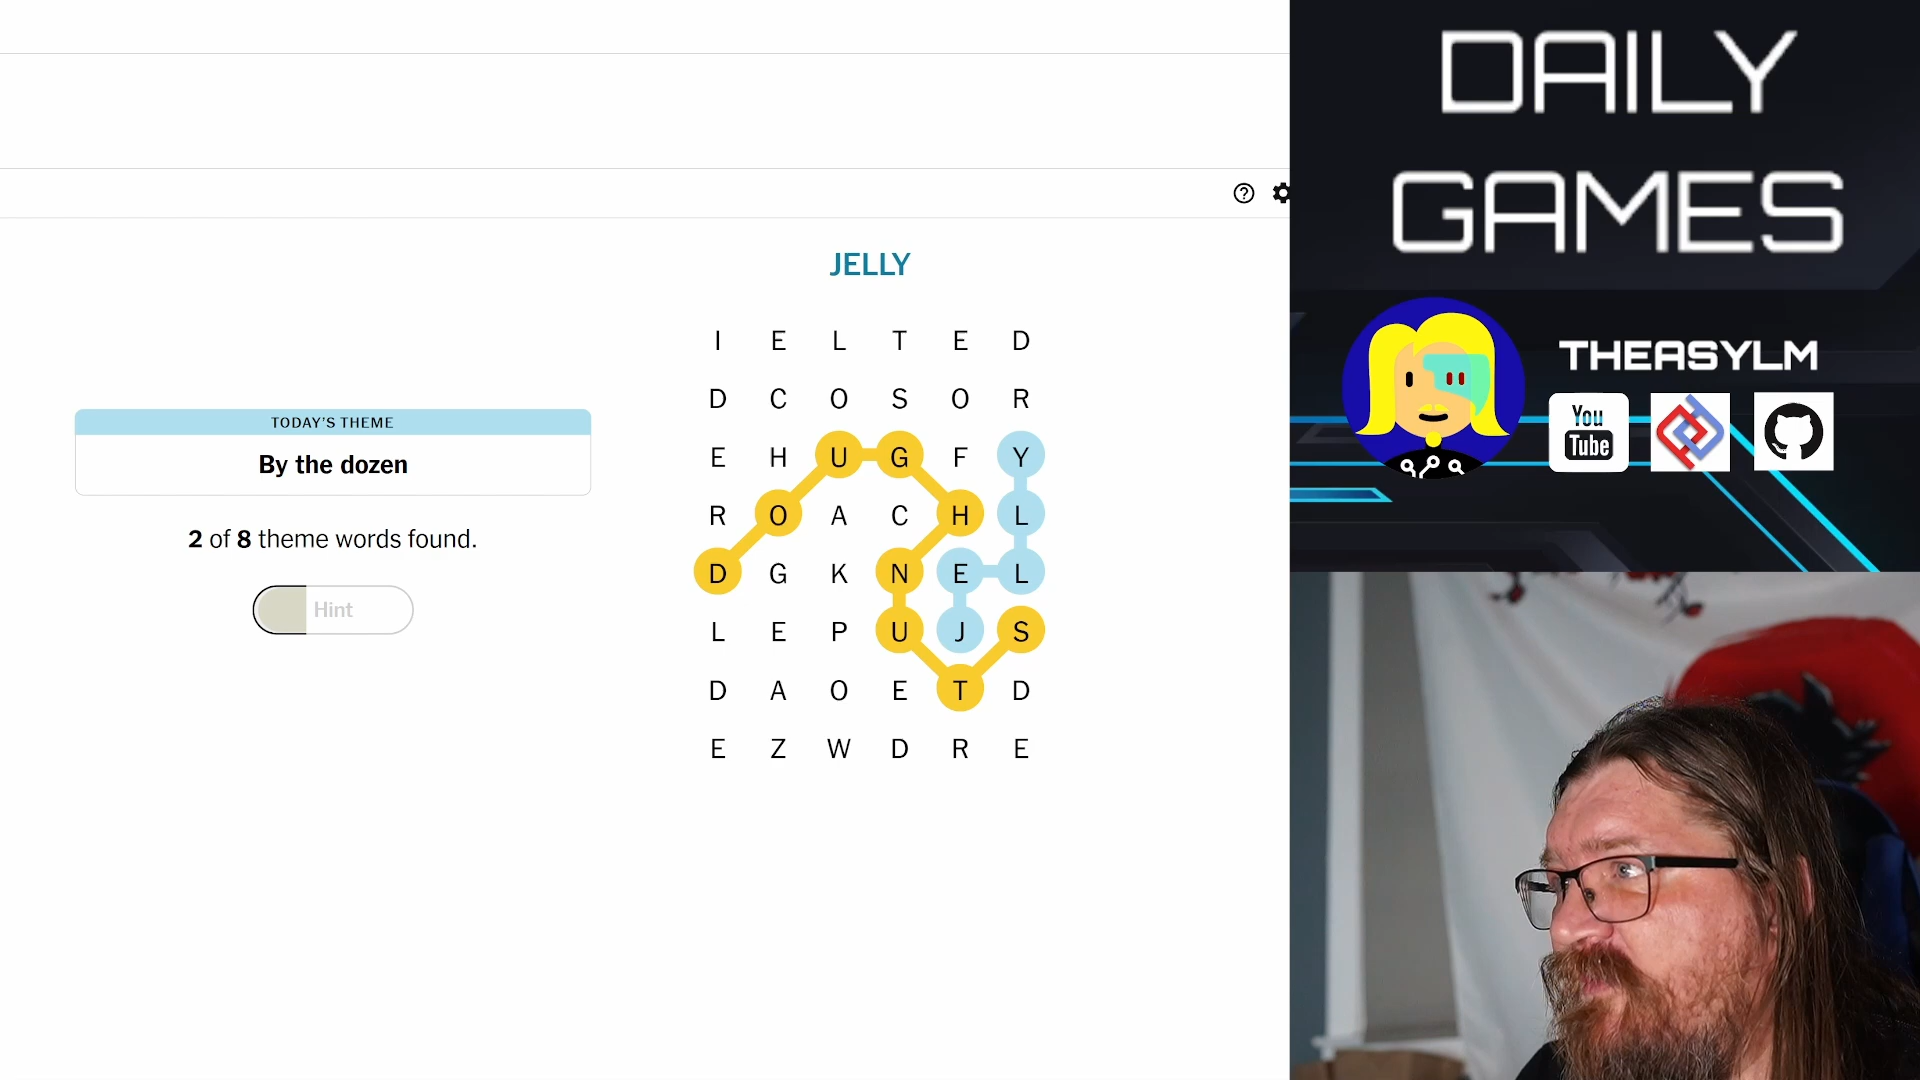 DAILY
GAMES
THEASYLM
You
Tube
JELLY
I E L T E D
D C O S O R
E H U G F Y
R O A C H L
D G K N E L
L E P U J S
D A O E T D
E Z W D R E
TODAY'S THEME
By the dozen
2 of 8 theme words found.
Hint